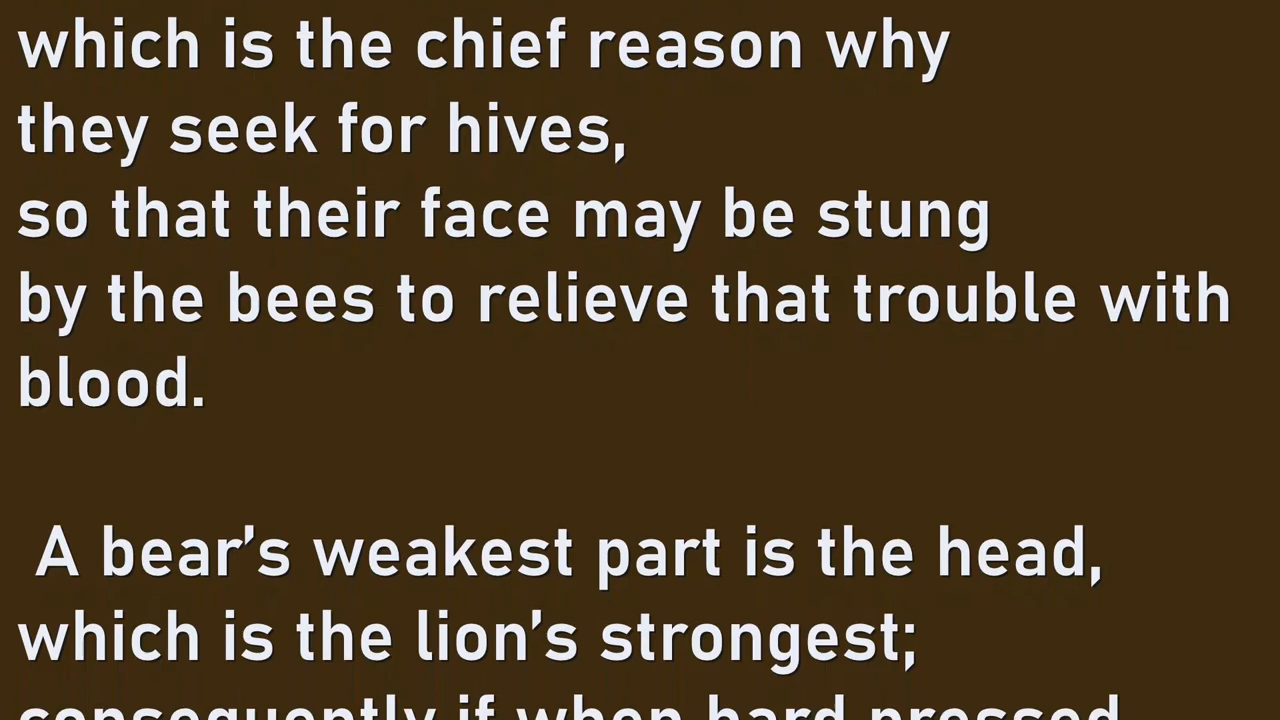 which is the chief reason why
they seek for hives,
so that their face may be stung
by the bees to relieve that trouble with
blood.
A bear’s weakest part is the head,
which is the lion’s strongest;
consequently if when hard pressed